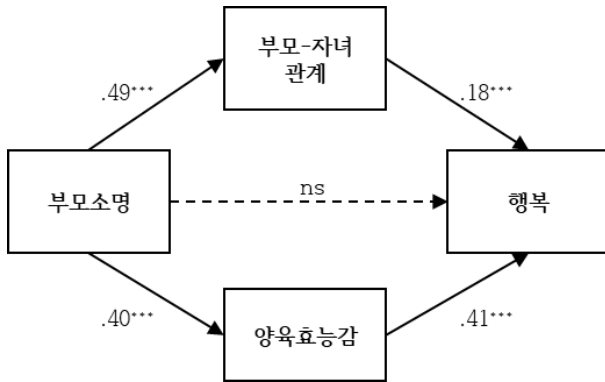 부모-자녀
관계
.49***
.18***
부모소명
ns
행복
.40***
양육효능감
.41***